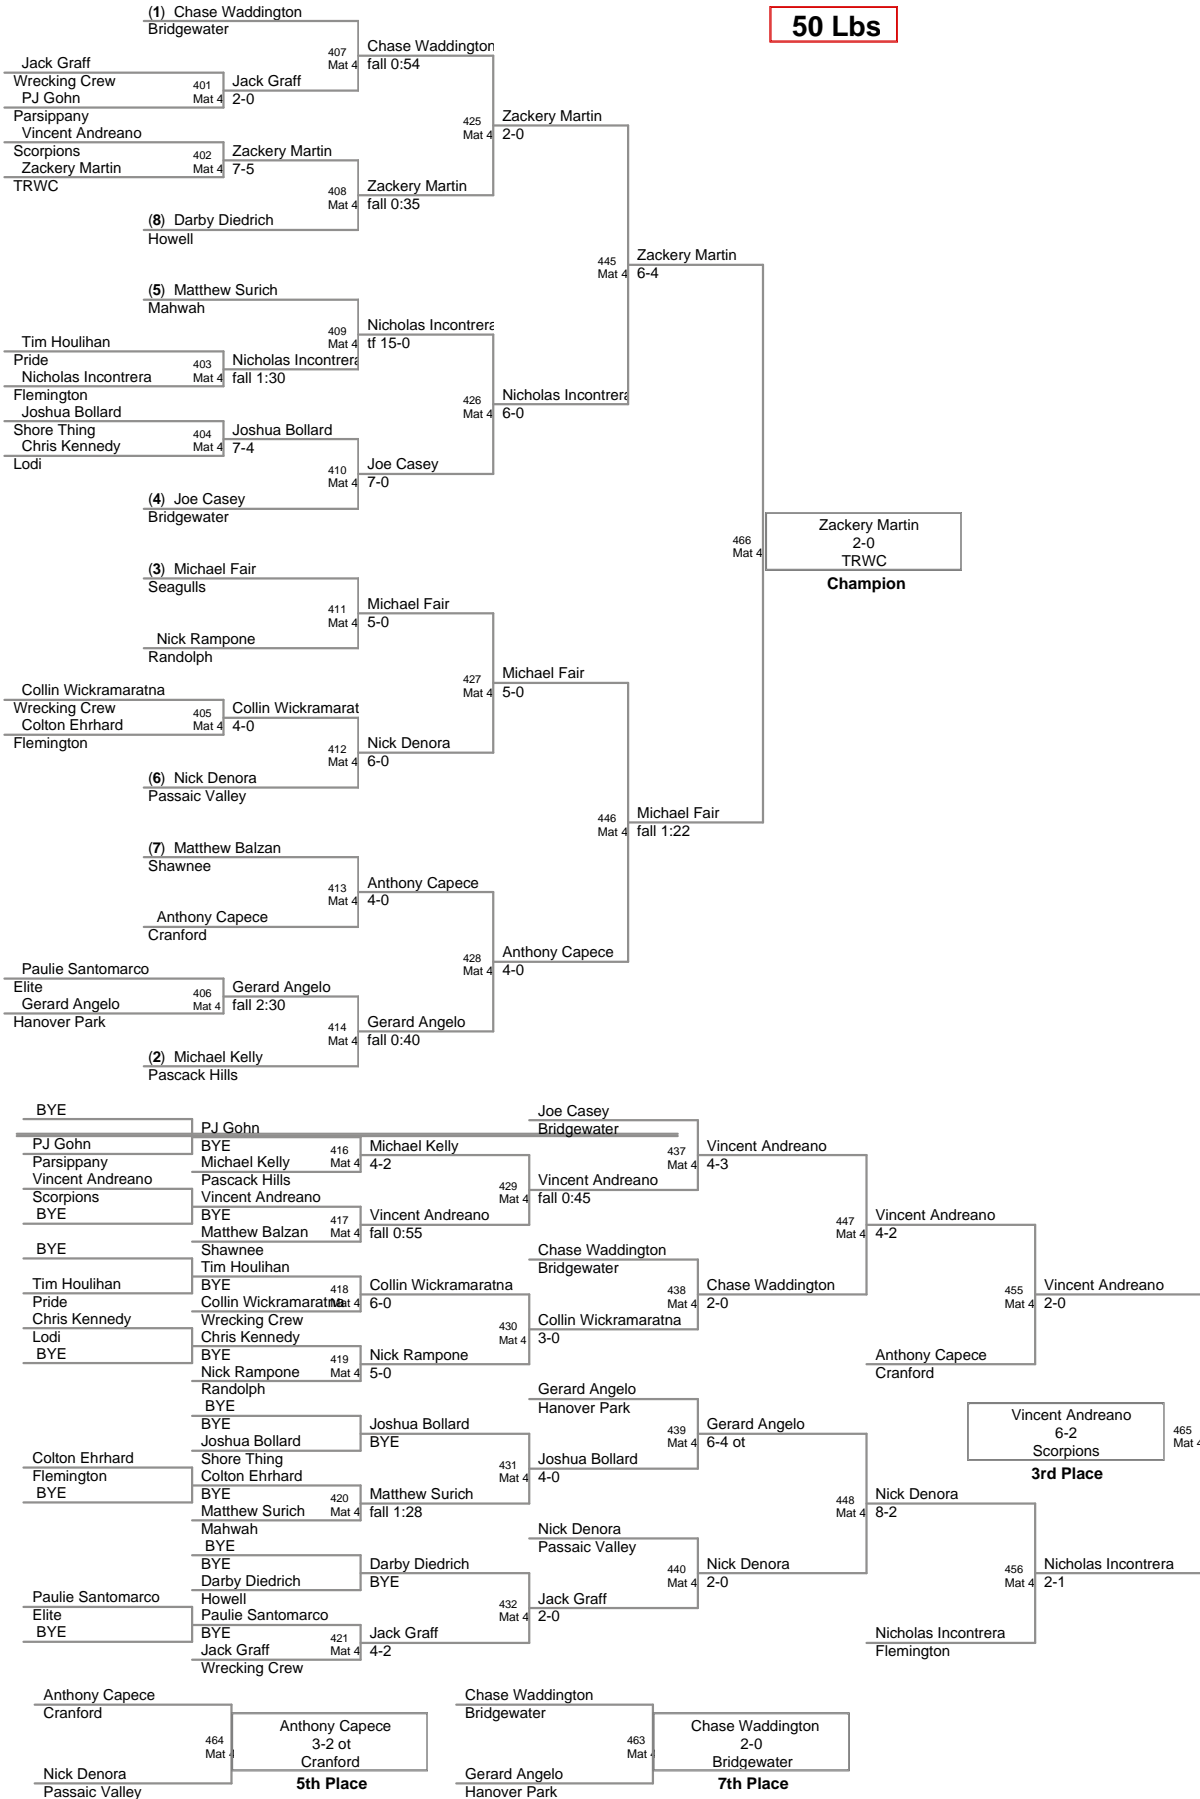 50 Lbs
(1) Chase Waddington
Bridgewater
407
Mat 4
Chase Waddington
fall 0:54
Jack Graff
Wrecking Crew
401
Mat 4
Jack Graff
2-0
PJ Gohn
Parsippany
425
Mat 4
Zackery Martin
2-0
Vincent Andreano
Scorpions
402
Mat 4
Zackery Martin
7-5
Zackery Martin
TRWC
408
Mat 4
Zackery Martin
fall 0:35
(8) Darby Diedrich
Howell
445
Mat 4
Zackery Martin
6-4
(5) Matthew Surich
Mahwah
409
Mat 4
Nicholas Incontrera
tf 15-0
Tim Houlihan
Pride
403
Mat 4
Nicholas Incontrera
fall 1:30
Nicholas Incontrera
Flemington
426
Mat 4
Nicholas Incontrera
6-0
Joshua Bollard
Shore Thing
404
Mat 4
Joshua Bollard
7-4
Chris Kennedy
Lodi
410
Mat 4
Joe Casey
7-0
(4) Joe Casey
Bridgewater
466
Mat 4
Zackery Martin
2-0
TRWC
Champion
(3) Michael Fair
Seagulls
411
Mat 4
Michael Fair
5-0
Nick Rampone
Randolph
427
Mat 4
Michael Fair
5-0
Collin Wickramaratna
Wrecking Crew
405
Mat 4
Collin Wickramarat
4-0
Colton Ehrhard
Flemington
412
Mat 4
Nick Denora
6-0
(6) Nick Denora
Passaic Valley
446
Mat 4
Michael Fair
fall 1:22
(7) Matthew Balzan
Shawnee
413
Mat 4
Anthony Capece
4-0
Anthony Capece
Cranford
428
Mat 4
Anthony Capece
4-0
Paulie Santomarco
Elite
406
Mat 4
Gerard Angelo
fall 2:30
Gerard Angelo
Hanover Park
414
Mat 4
Gerard Angelo
fall 0:40
(2) Michael Kelly
Pascack Hills
BYE
PJ Gohn
PJ Gohn
Parsippany
BYE
Michael Kelly
Pascack Hills
416
Mat 4
Michael Kelly
4-2
Joe Casey
Bridgewater
437
Mat 4
Vincent Andreano
4-3
Vincent Andreano
Scorpions
BYE
Vincent Andreano
BYE
Matthew Balzan
Shawnee
417
Mat 4
Vincent Andreano
fall 0:55
429
Mat 4
Vincent Andreano
fall 0:45
447
Mat 4
Vincent Andreano
4-2
BYE
Tim Houlihan
Tim Houlihan
Pride
BYE
Collin Wickramaratna
Wrecking Crew
418
Mat 4
Collin Wickramaratna
6-0
Chase Waddington
Bridgewater
438
Mat 4
Chase Waddington
2-0
455
Mat 4
Vincent Andreano
2-0
Chris Kennedy
Lodi
BYE
Chris Kennedy
BYE
Nick Rampone
Randolph
419
Mat 4
Nick Rampone
5-0
430
Mat 4
Collin Wickramaratna
3-0
Anthony Capece
Cranford
BYE
BYE
Joshua Bollard
Shore Thing
Joshua Bollard
BYE
Gerard Angelo
Hanover Park
439
Mat 4
Gerard Angelo
6-4 ot
Vincent Andreano
6-2
Scorpions
3rd Place
465
Mat 4
Colton Ehrhard
Flemington
BYE
Colton Ehrhard
BYE
Matthew Surich
Mahwah
420
Mat 4
Matthew Surich
fall 1:28
431
Mat 4
Joshua Bollard
4-0
448
Mat 4
Nick Denora
8-2
BYE
BYE
Darby Diedrich
Howell
Darby Diedrich
BYE
Nick Denora
Passaic Valley
440
Mat 4
Nick Denora
2-0
456
Mat 4
Nicholas Incontrera
2-1
Paulie Santomarco
Elite
BYE
Paulie Santomarco
BYE
Jack Graff
Wrecking Crew
421
Mat 4
Jack Graff
4-2
432
Mat 4
Jack Graff
2-0
Nicholas Incontrera
Flemington
Anthony Capece
Cranford
464
Mat 4
Anthony Capece
3-2 ot
Cranford
5th Place
Nick Denora
Passaic Valley
Chase Waddington
Bridgewater
463
Mat 4
Chase Waddington
2-0
Bridgewater
7th Place
Gerard Angelo
Hanover Park